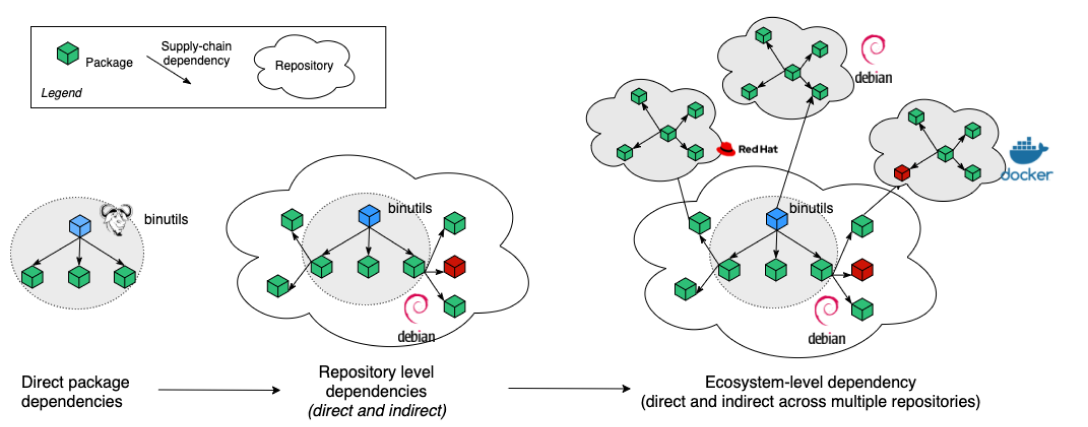 Package
Supply-chain
dependency
Repository
Legend
binutils
Direct package
dependencies
binutils
debian
Repository level
dependencies
(direct and indirect)
debian
Red Hat
docker
binutils
debian
Ecosystem-level dependency
(direct and indirect across multiple repositories)